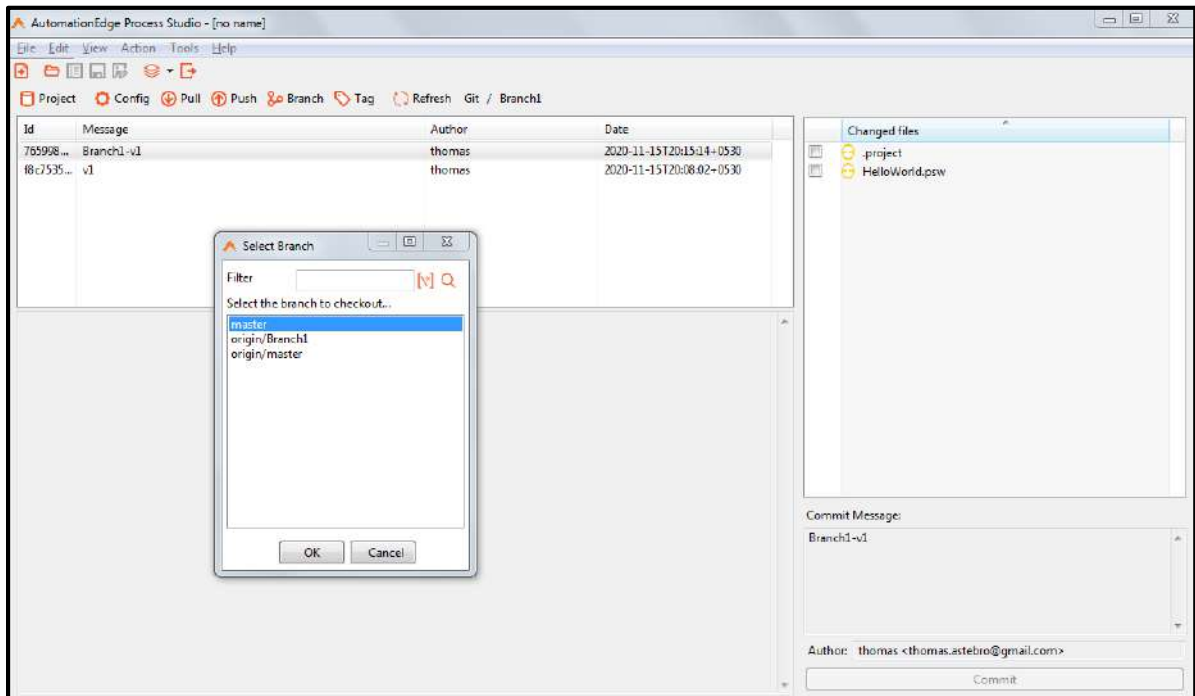 AutomationEdge Process Studio - [no name]
File Edit View Action Tools Help
Project Config Pull Push Branch Tag Refresh Git / Branch1
Id Message Author Date
765998... Branch1-v1 thomas 2020-11-15T20:15:14+0530
f8c7535... v1 thomas 2020-11-15T20:08:02+0530
Changed files
.project
HelloWorld.psw
Select Branch
Filter
Select the branch to checkout...
master
origin/Branch1
origin/master
OK Cancel
Commit Message:
Branch1-v1
Author: thomas <thomas.astebro@gmail.com>
Commit